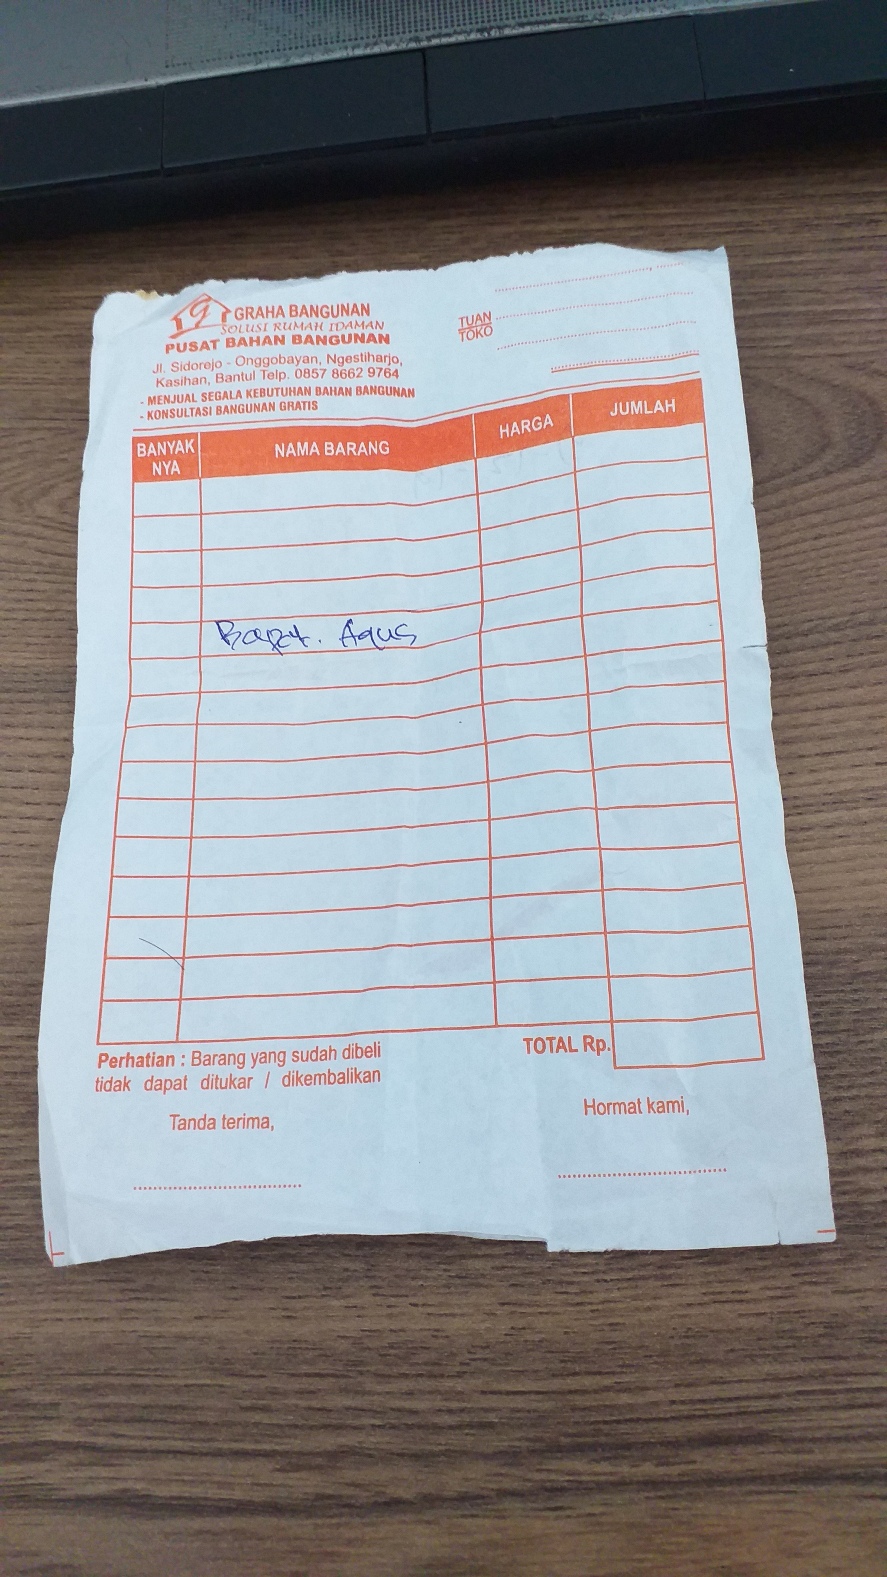 GRAHA BANGUNAN
SOLUSI RUMAH IDAMAN
PUSAT BAHAN BANGUNAN
Jl. Sidorejo - Onggobayan, Ngestiharjo,
Kasihan, Bantul Telp. 0857 8662 9764
- MENJUAL SEGALA KEBUTUHAN BAHAN BANGUNAN
- KONSULTASI BANGUNAN GRATIS
TUAN
TOKO
BANYAK NYA NAMA BARANG HARGA JUMLAH
Bapak. Agus
TOTAL Rp.
Perhatian : Barang yang sudah dibeli
tidak dapat ditukar / dikembalikan
Tanda terima, Hormat kami,